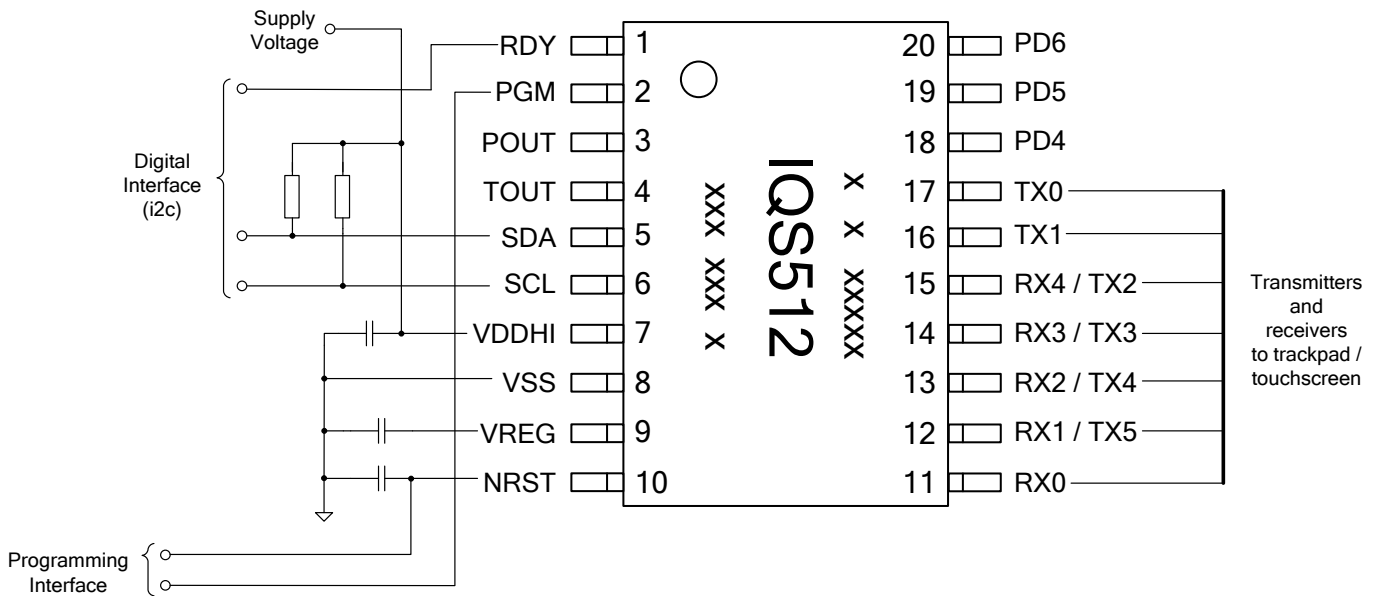 Supply
Voltage
RDY 1
PGM 2
POUT 3
TOUT 4
SDA 5
SCL 6
VDDHI 7
VSS 8
VREG 9
NRST 10
Digital
Interface
(i2c)
Programming
Interface
IQS512
x x xxxxx
xxx xxx x
20 PD6
19 PD5
18 PD4
17 TX0
16 TX1
15 RX4 / TX2
14 RX3 / TX3
13 RX2 / TX4
12 RX1 / TX5
11 RX0
Transmitters
and
receivers
to trackpad /
touchscreen